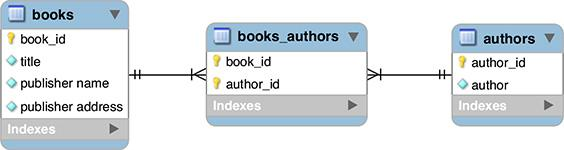 books
book_id
title
publisher name
publisher address
Indexes
books_authors
book_id
author_id
Indexes
authors
author_id
author
Indexes